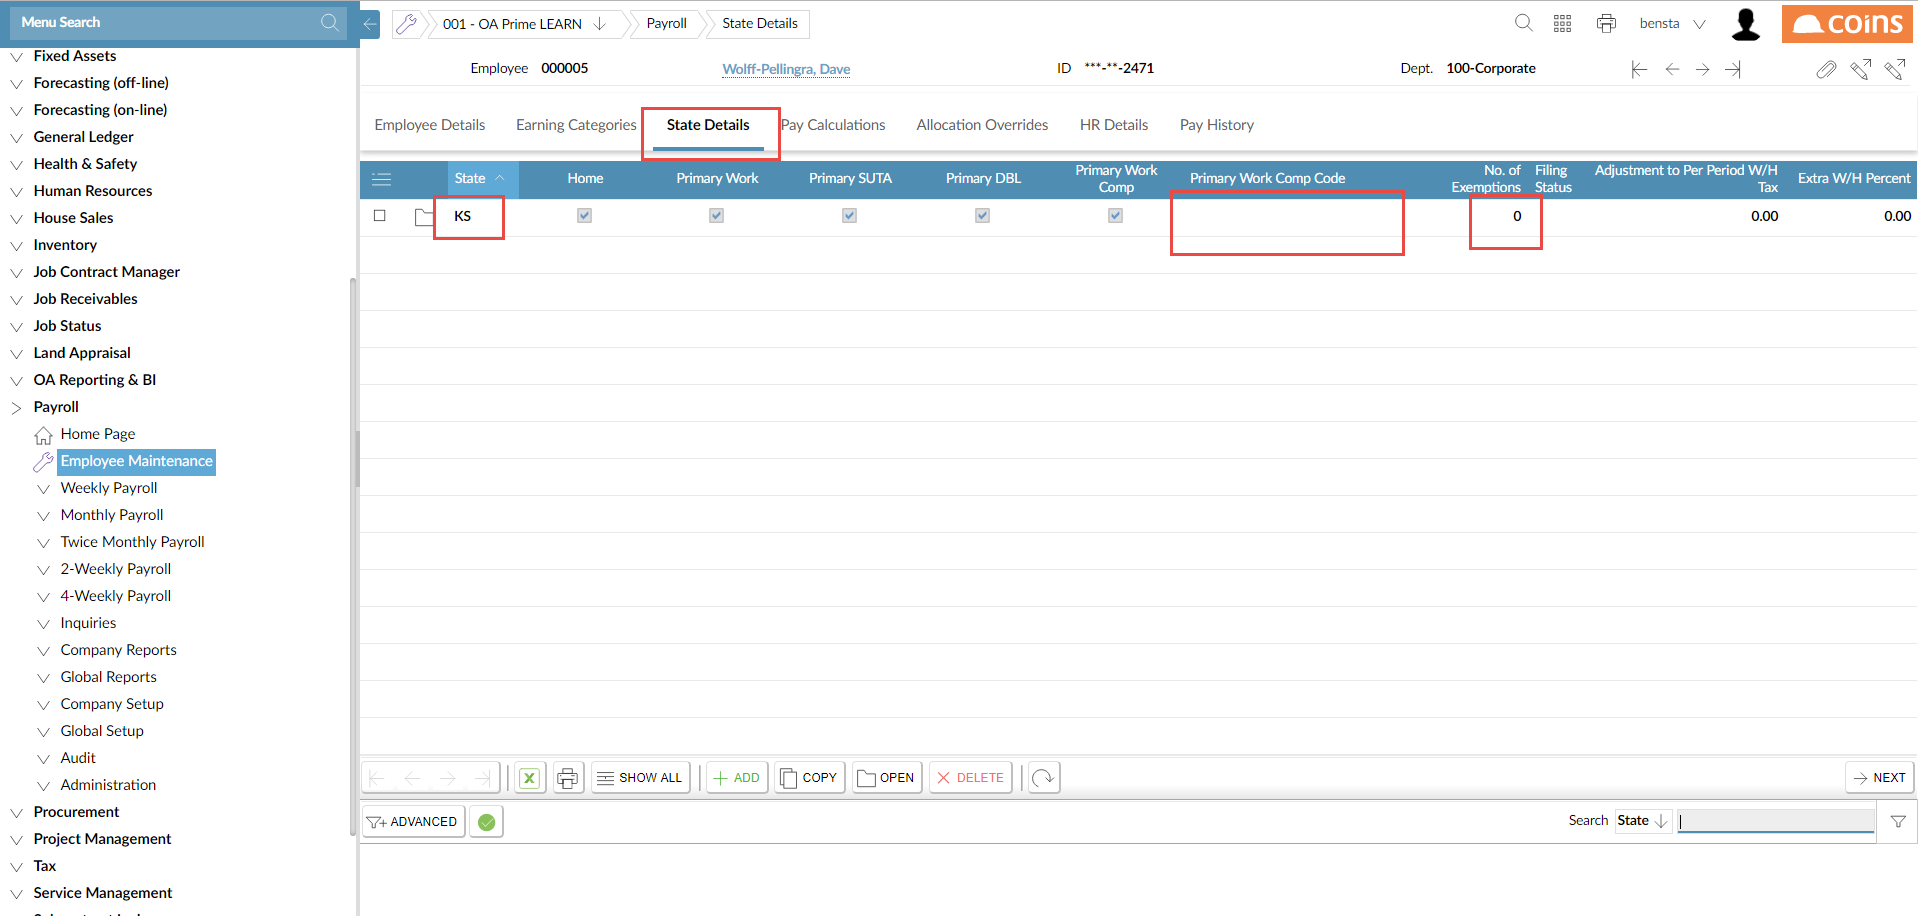 Menu Search
001 - OA Prime LEARN
Payroll
State Details
bensta
coins
Employee 000005
Wolff-Pellingra, Dave
ID ***-**-2471
Dept. 100-Corporate
Employee Details
Earning Categories
State Details
Pay Calculations
Allocation Overrides
HR Details
Pay History
State
Home
Primary Work
Primary SUTA
Primary DBL
Primary Work
Comp
Primary Work Comp Code
No. of
Exemptions
Filing
Status
Adjustment to Per Period W/H
Tax
Extra W/H Percent
KS
0
0.00
0.00
Fixed Assets
Forecasting (off-line)
Forecasting (on-line)
General Ledger
Health & Safety
Human Resources
House Sales
Inventory
Job Contract Manager
Job Receivables
Job Status
Land Appraisal
OA Reporting & BI
Payroll
Home Page
Employee Maintenance
Weekly Payroll
Monthly Payroll
Twice Monthly Payroll
2-Weekly Payroll
4-Weekly Payroll
Inquiries
Company Reports
Global Reports
Company Setup
Global Setup
Audit
Administration
Procurement
Project Management
Tax
Service Management
SHOW ALL
ADD
COPY
OPEN
DELETE
NEXT
ADVANCED
Search State